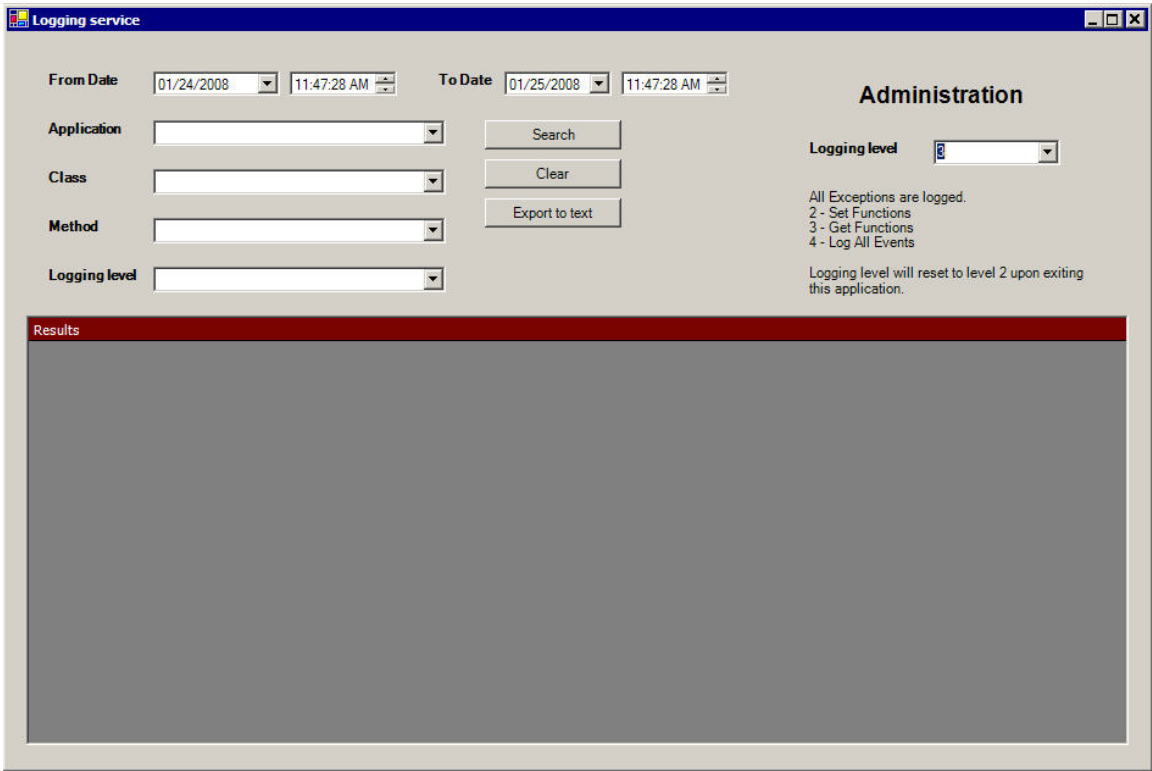 Logging service
From Date 01/24/2008 11:47:28 AM To Date 01/25/2008 11:47:28 AM
Administration
Application
Search
Logging level 3
Class
Clear
Method
Export to text
Logging level
All Exceptions are logged.
2 - Set Functions
3 - Get Functions
4 - Log All Events
Logging level will reset to level 2 upon exiting
this application.
Results